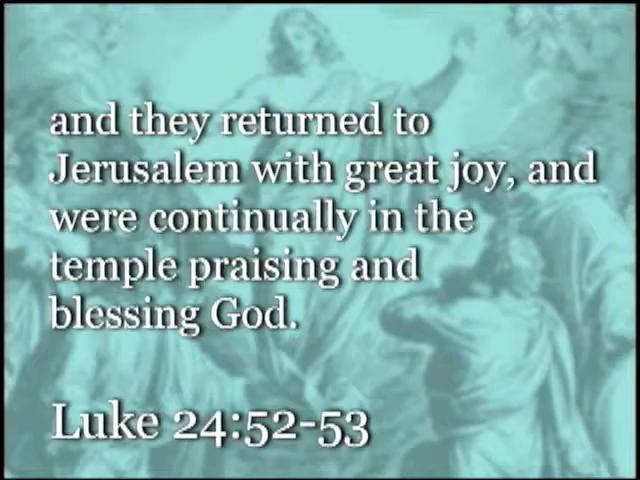 and they returned to
Jerusalem with great joy, and
were continually in the
temple praising and
blessing God.
Luke 24:52-53